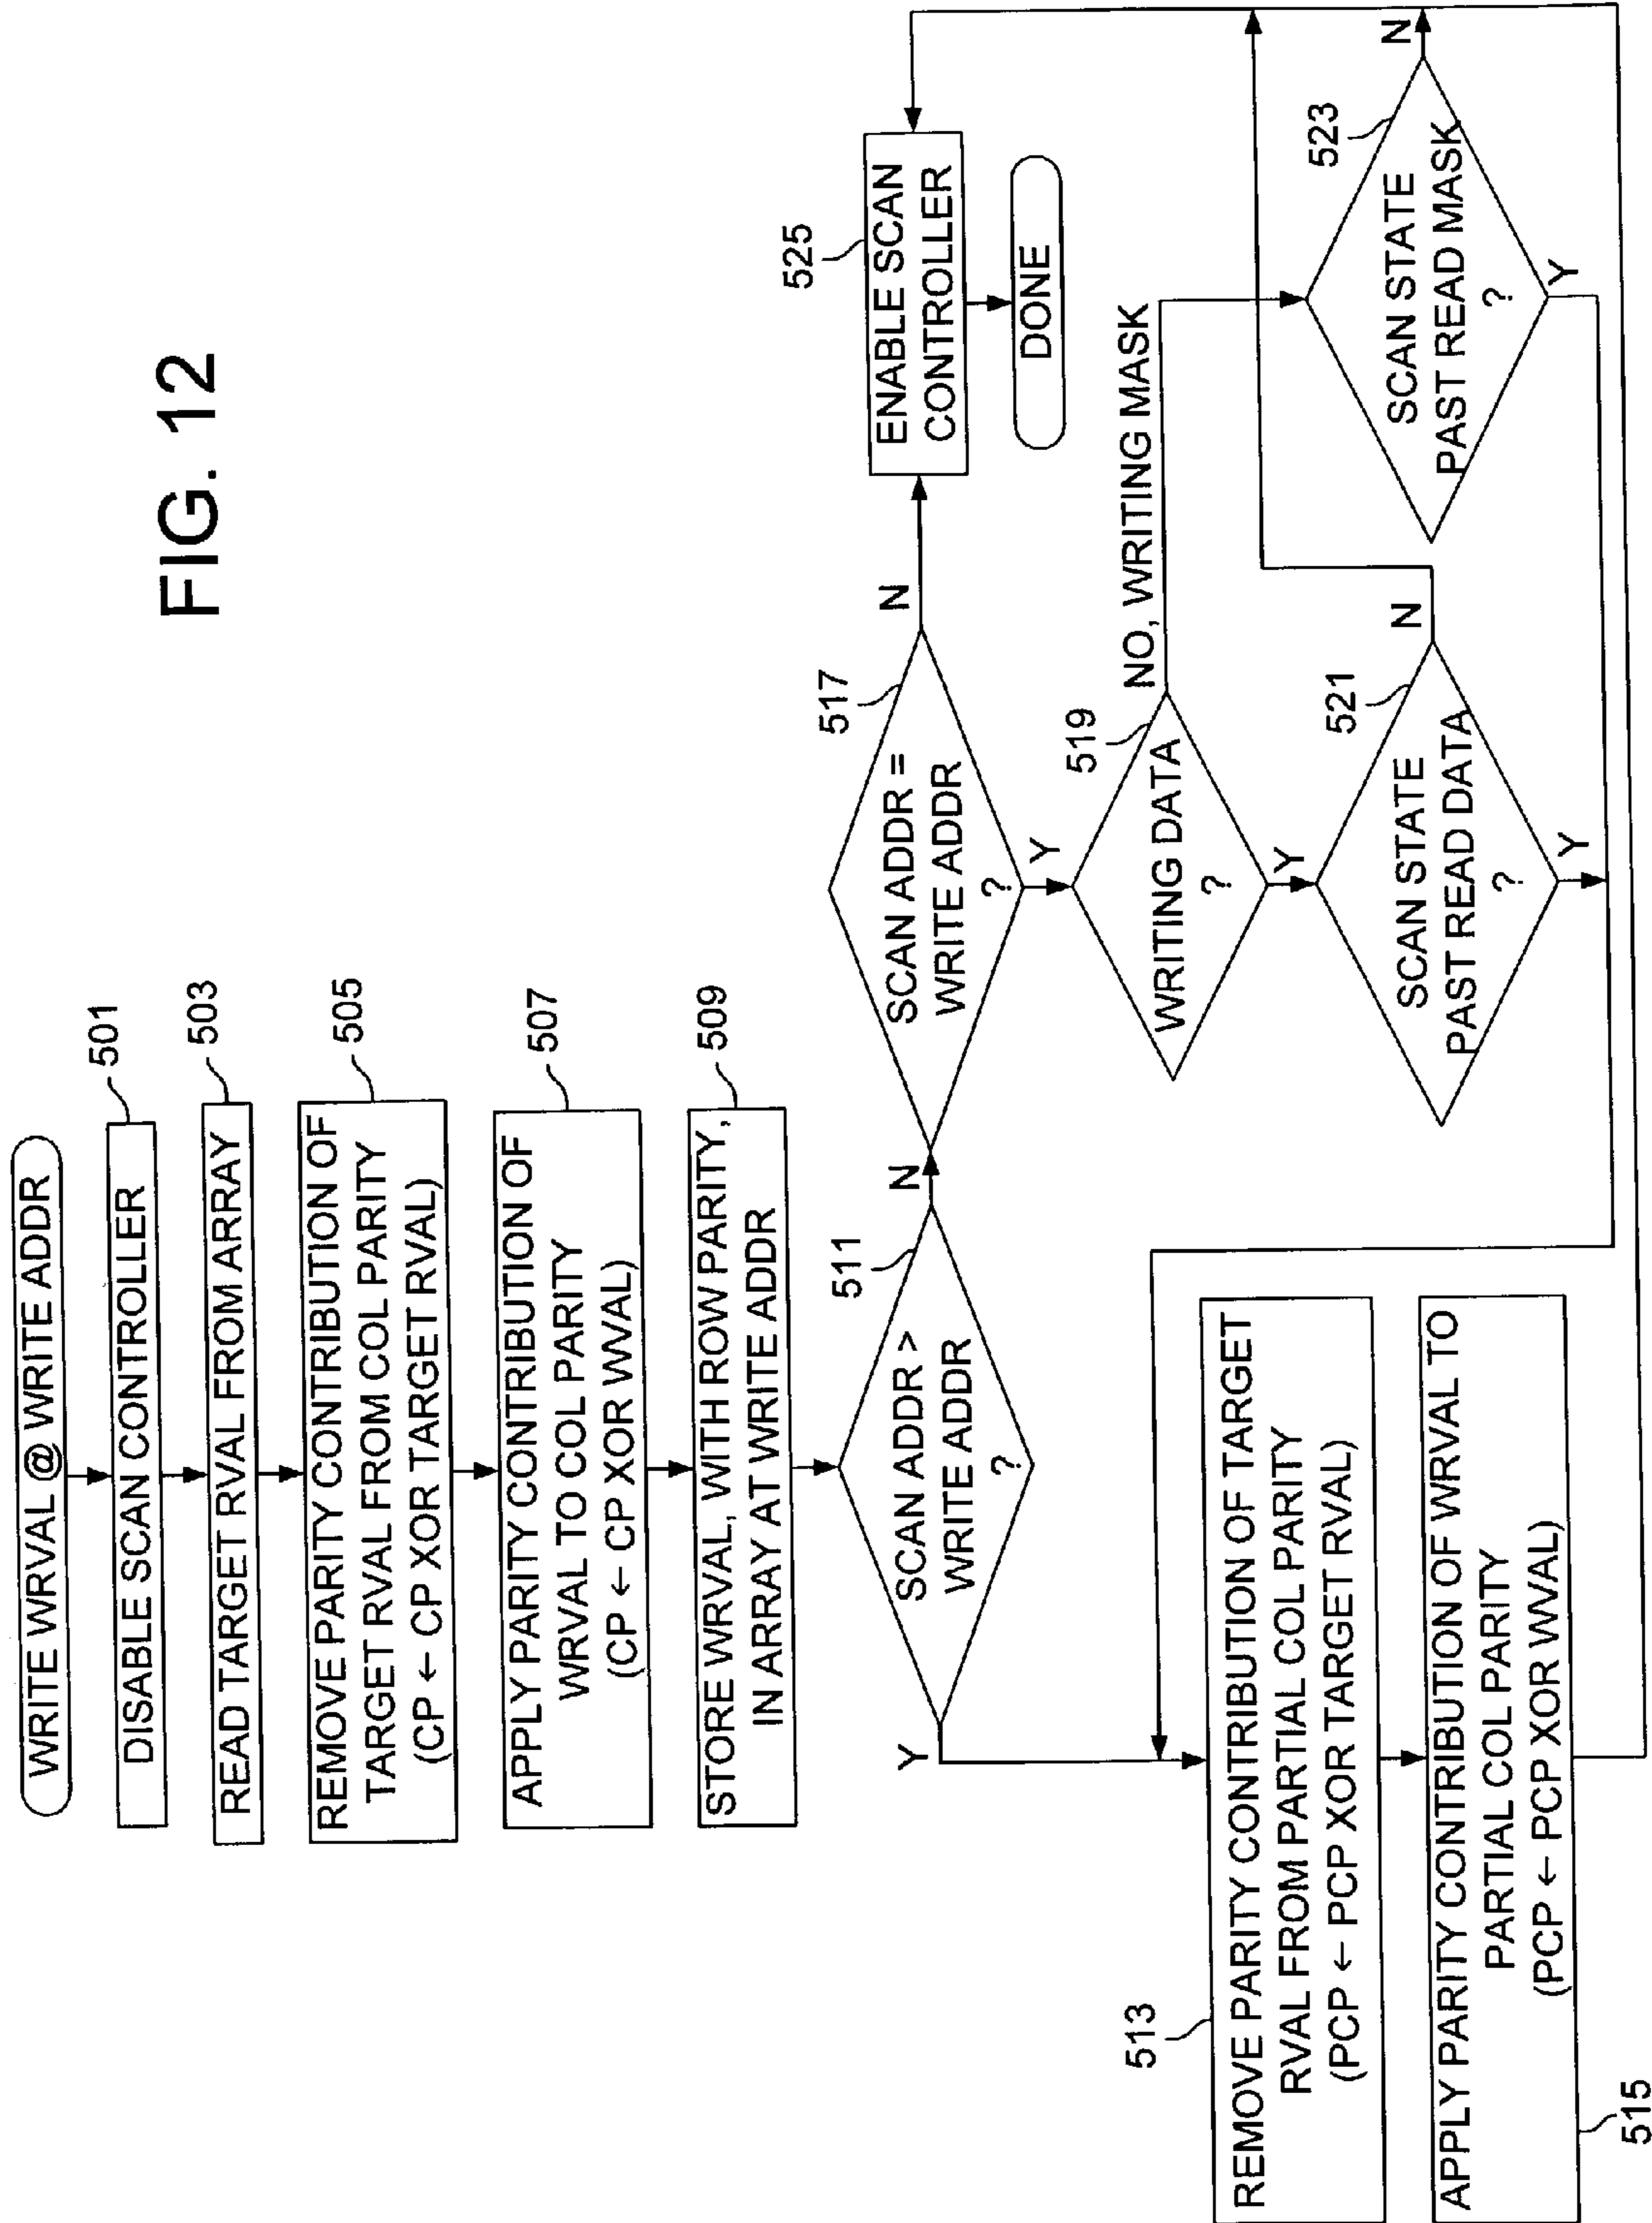 FIG. 12
WRITE WRVAL @ WRITE ADDR
501
DISABLE SCAN CONTROLLER
503
READ TARGET RVAL FROM ARRAY
505
REMOVE PARITY CONTRIBUTION OF
TARGET RVAL FROM COL PARITY
(CP ← CP XOR TARGET RVAL)
507
APPLY PARITY CONTRIBUTION OF
WRVAL TO COL PARITY
(CP ← CP XOR WVAL)
509
STORE WRVAL, WITH ROW PARITY,
IN ARRAY AT WRITE ADDR
511
SCAN ADDR >
WRITE ADDR
?
Y
N
513
REMOVE PARITY CONTRIBUTION OF TARGET
RVAL FROM PARTIAL COL PARITY
(PCP ← PCP XOR TARGET RVAL)
515
APPLY PARITY CONTRIBUTION OF WRVAL TO
PARTIAL COL PARITY
(PCP ← PCP XOR WVAL)
517
SCAN ADDR =
WRITE ADDR
?
N
Y
519
WRITING DATA
?
NO, WRITING MASK
Y
521
SCAN STATE
PAST READ DATA
?
N
Y
523
SCAN STATE
PAST READ MASK
?
N
Y
525
ENABLE SCAN
CONTROLLER
DONE